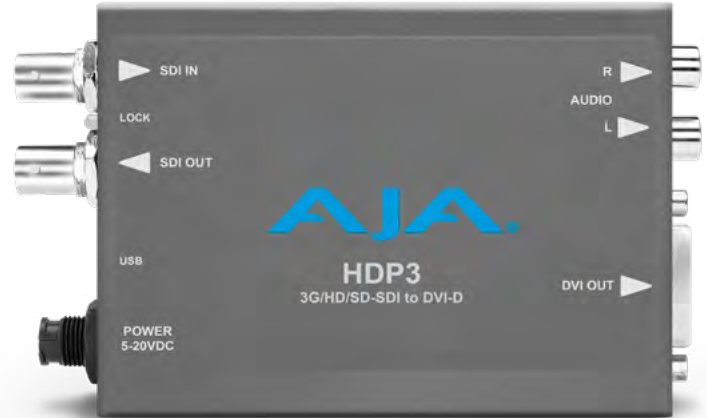 SDI IN
LOCK
SDI OUT
USB
POWER
5-20VDC
R
AUDIO
L
DVI OUT
AJA.
HDP3
3G/HD/SD-SDI to DVI-D